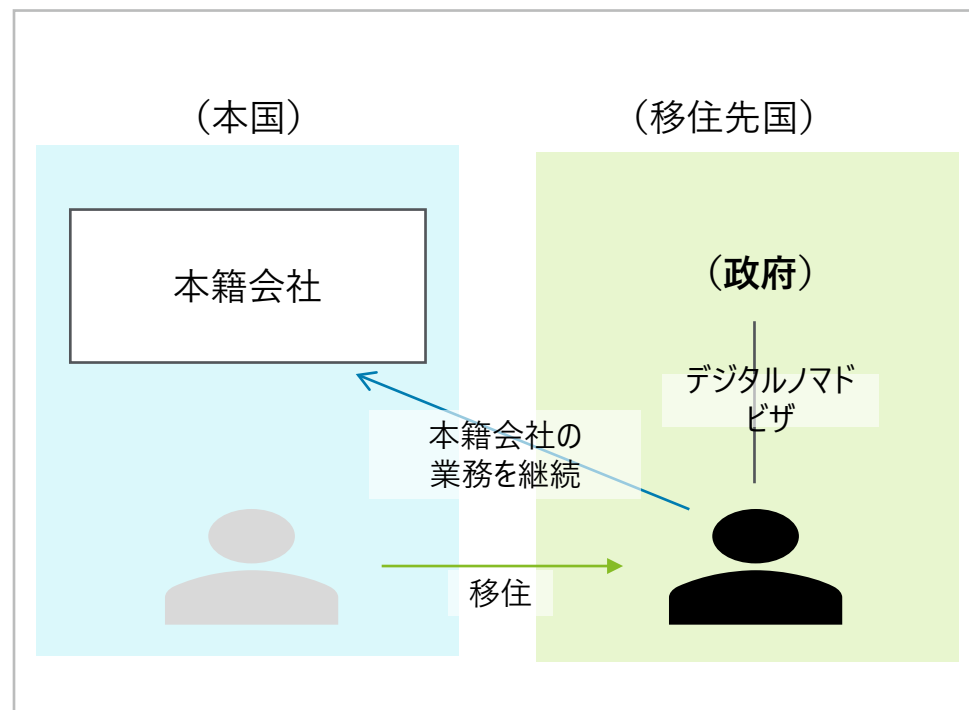 （本国）
（移住先国）
本籍会社
（政府）
デジタルノマド
ビザ
本籍会社の
業務を継続
移住